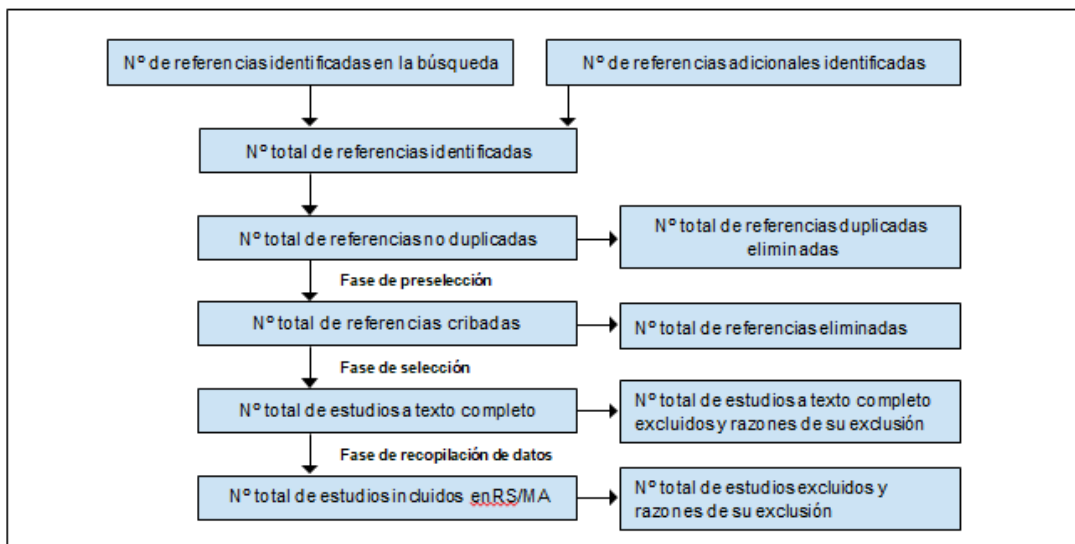 Nº de referencias identificadas en la búsqueda
Nº de referencias adicionales identificadas
Nº total de referencias identificadas
Nº total de referencias no duplicadas
Nº total de referencias duplicadas
eliminadas
Fase de preselección
Nº total de referencias cribadas
Nº total de referencias eliminadas
Fase de selección
Nº total de estudios a texto completo
Nº total de estudios a texto completo
excluidos y razones de su exclusión
Fase de recopilación de datos
Nº total de estudios incluidos enRS/MA
Nº total de estudios excluidos y
razones de su exclusión